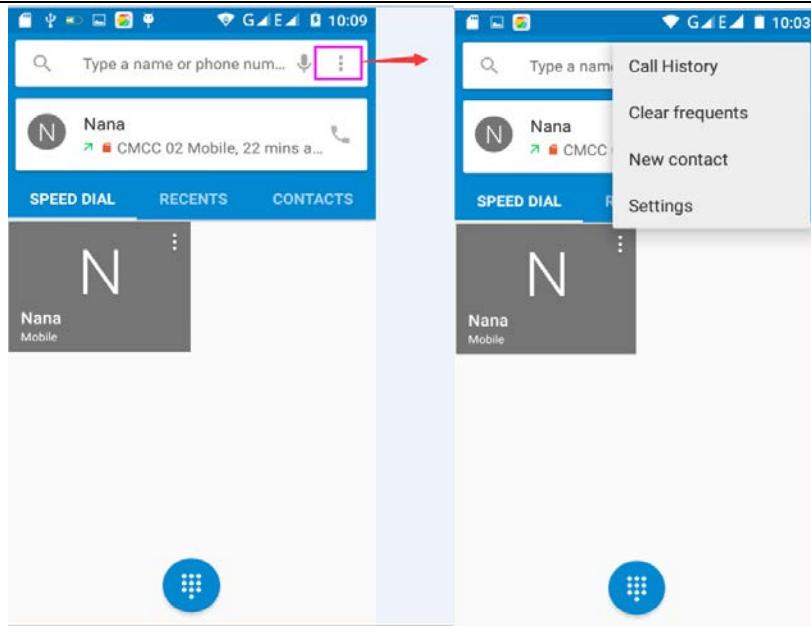 G E 10:09
Type a name or phone num...
N
Nana
CMCC 02 Mobile, 22 mins a...
SPEED DIAL RECENTS CONTACTS
N
Nana
Mobile
G E 10:03
Type a nam
N
Nana
CMCC
SPEED DIAL R
Call History
Clear frequents
New contact
Settings
N
Nana
Mobile